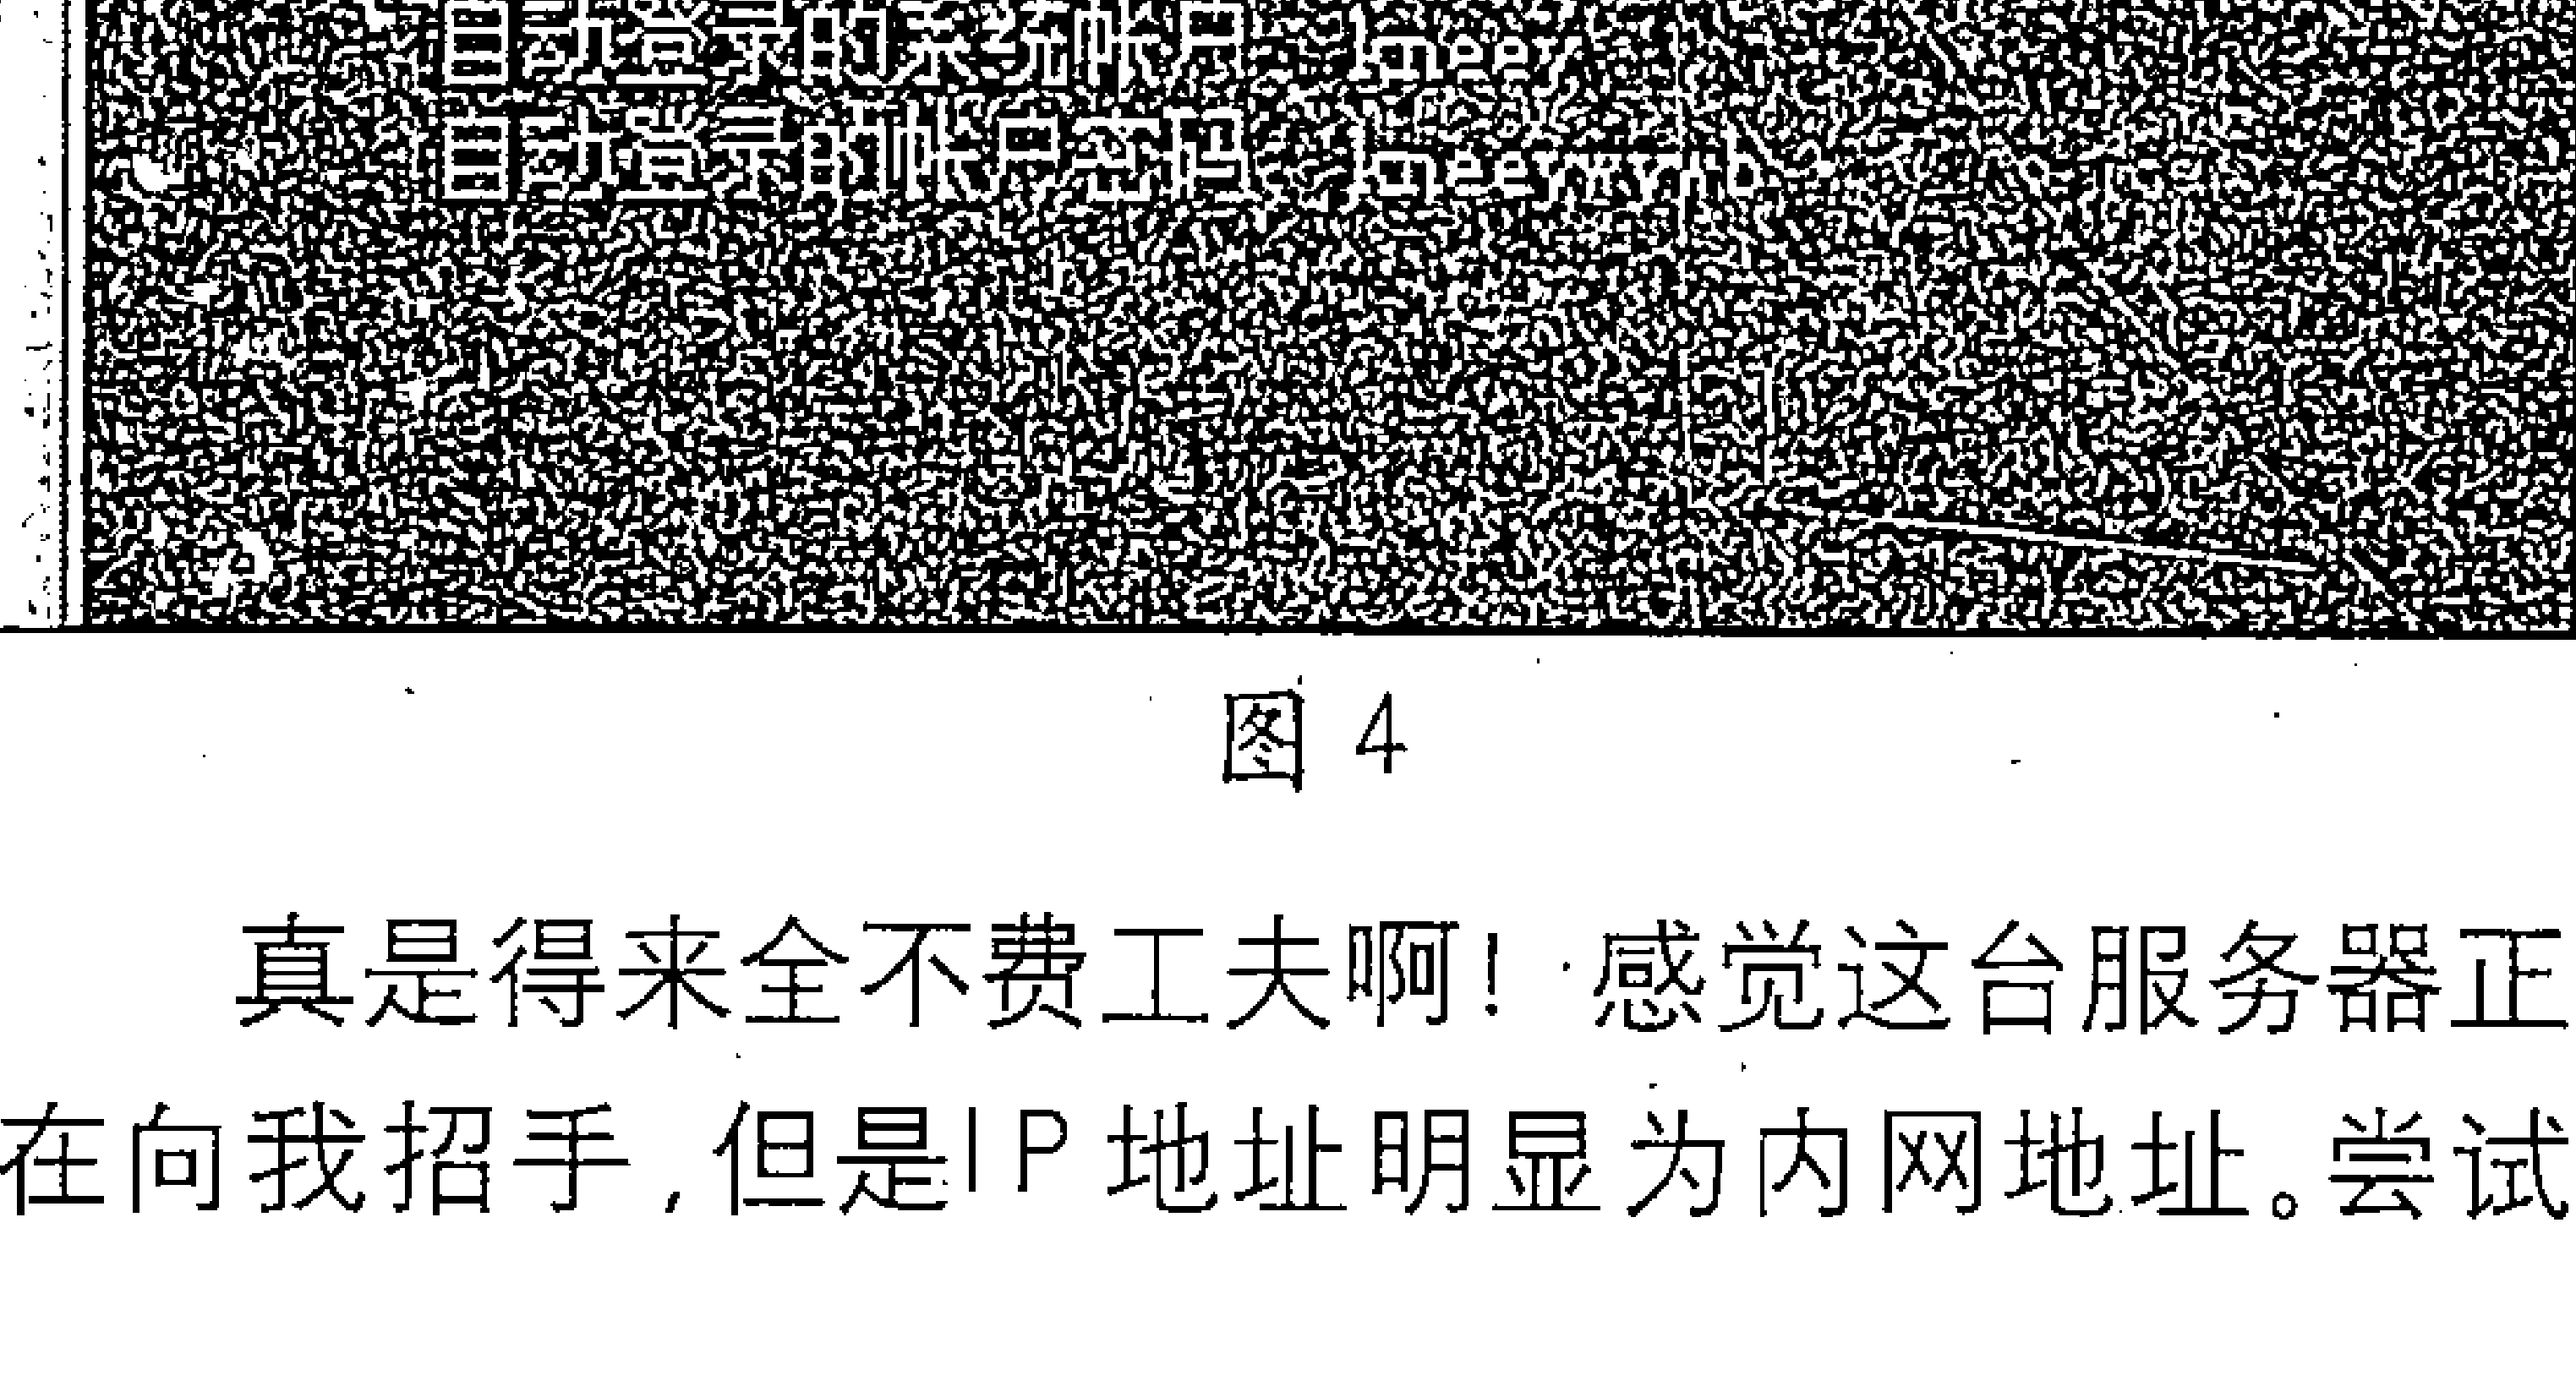 自动登录的系统帐户
自动登录的帐户密码
图 4
真是得来全不费工夫啊! 感觉这台服务器正
在向我招手,但是IP地址明显为内网地址。尝试